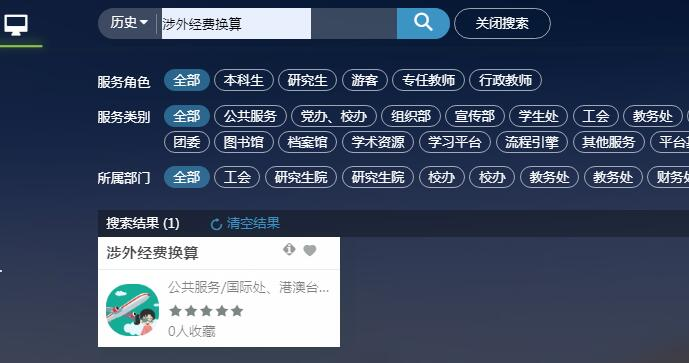 历史 涉外经费换算 关闭搜索
服务角色 全部 本科生 研究生 游客 专任教师 行政教师
服务类别 全部 公共服务 党办、校办 组织部 宣传部 学生处 工会 教务处
团委 图书馆 档案馆 学术资源 学习平台 流程引擎 其他服务 平台
所属部门 全部 工会 研究生院 研究生院 校办 校办 教务处 教务处 财务
搜索结果 (1) 清空结果
涉外经费换算
公共服务/国际处、港澳台...
0人收藏